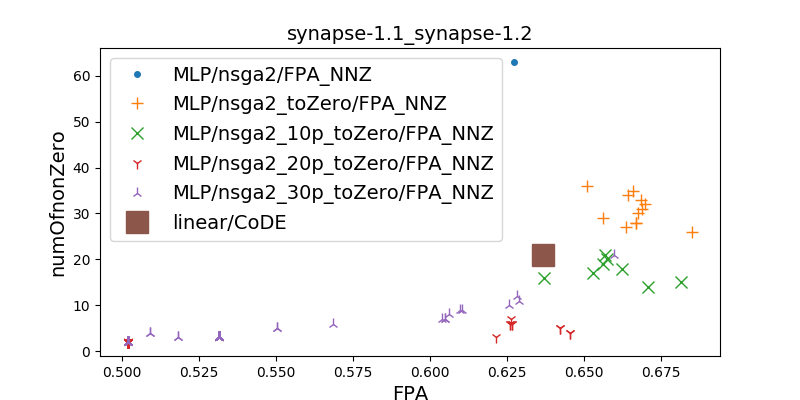 synapse-1.1_synapse-1.2
numOfnonZero
60
50
40
30
20
10
0
MLP/nsga2/FPA_NNZ
MLP/nsga2_toZero/FPA_NNZ
MLP/nsga2_10p_toZero/FPA_NNZ
MLP/nsga2_20p_toZero/FPA_NNZ
MLP/nsga2_30p_toZero/FPA_NNZ
linear/CoDE
0.500 0.525 0.550 0.575 0.600 0.625 0.650 0.675
FPA